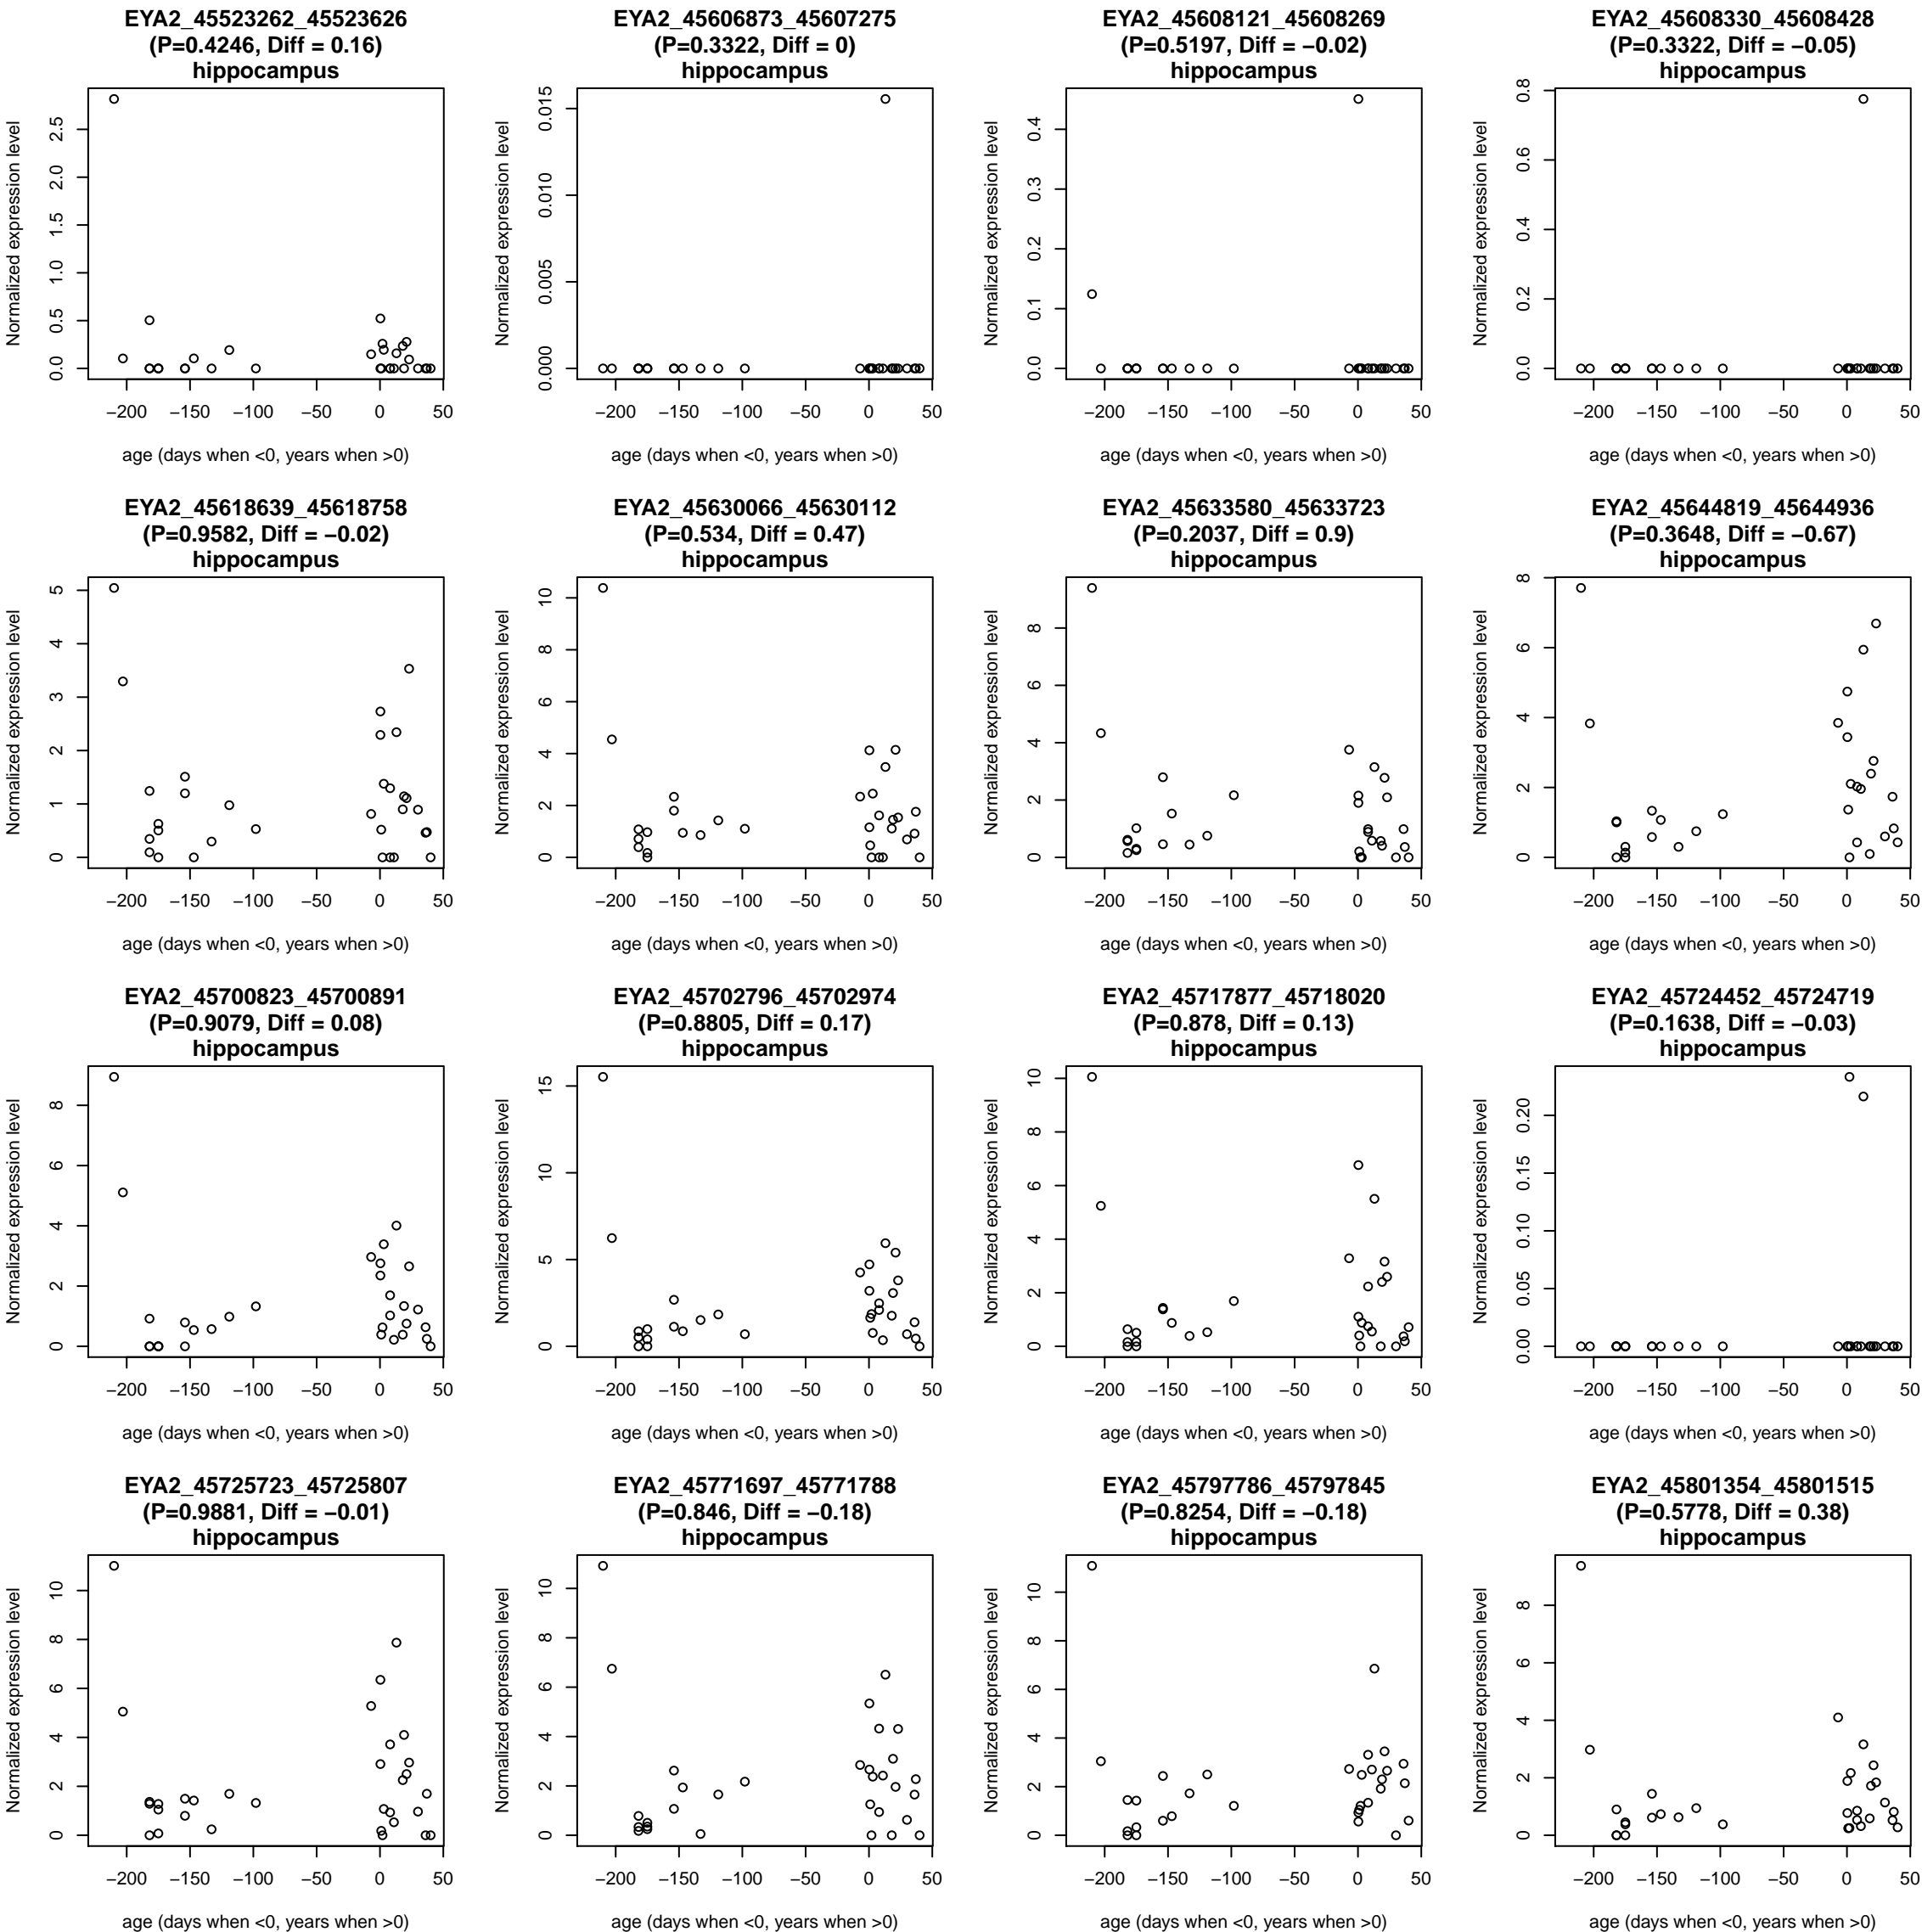 EYA2_45523262_45523626
(P=0.4246, Diff = 0.16)
hippocampus
Normalized expression level
0.0 0.5 1.0 1.5 2.0 2.5
−200 −150 −100 −50 0 50
age (days when <0, years when >0)
EYA2_45606873_45607275
(P=0.3322, Diff = 0)
hippocampus
Normalized expression level
0.000 0.005 0.010 0.015
−200 −150 −100 −50 0 50
age (days when <0, years when >0)
EYA2_45608121_45608269
(P=0.5197, Diff = −0.02)
hippocampus
Normalized expression level
0.0 0.1 0.2 0.3 0.4
−200 −150 −100 −50 0 50
age (days when <0, years when >0)
EYA2_45608330_45608428
(P=0.3322, Diff = −0.05)
hippocampus
Normalized expression level
0.0 0.2 0.4 0.6 0.8
−200 −150 −100 −50 0 50
age (days when <0, years when >0)
EYA2_45618639_45618758
(P=0.9582, Diff = −0.02)
hippocampus
Normalized expression level
0 1 2 3 4 5
−200 −150 −100 −50 0 50
age (days when <0, years when >0)
EYA2_45630066_45630112
(P=0.534, Diff = 0.47)
hippocampus
Normalized expression level
0 2 4 6 8 10
−200 −150 −100 −50 0 50
age (days when <0, years when >0)
EYA2_45633580_45633723
(P=0.2037, Diff = 0.9)
hippocampus
Normalized expression level
0 2 4 6 8
−200 −150 −100 −50 0 50
age (days when <0, years when >0)
EYA2_45644819_45644936
(P=0.3648, Diff = −0.67)
hippocampus
Normalized expression level
0 2 4 6 8
−200 −150 −100 −50 0 50
age (days when <0, years when >0)
EYA2_45700823_45700891
(P=0.9079, Diff = 0.08)
hippocampus
Normalized expression level
0 2 4 6 8
−200 −150 −100 −50 0 50
age (days when <0, years when >0)
EYA2_45702796_45702974
(P=0.8805, Diff = 0.17)
hippocampus
Normalized expression level
0 5 10 15
−200 −150 −100 −50 0 50
age (days when <0, years when >0)
EYA2_45717877_45718020
(P=0.878, Diff = 0.13)
hippocampus
Normalized expression level
0 2 4 6 8 10
−200 −150 −100 −50 0 50
age (days when <0, years when >0)
EYA2_45724452_45724719
(P=0.1638, Diff = −0.03)
hippocampus
Normalized expression level
0.00 0.05 0.10 0.15 0.20
−200 −150 −100 −50 0 50
age (days when <0, years when >0)
EYA2_45725723_45725807
(P=0.9881, Diff = −0.01)
hippocampus
Normalized expression level
0 2 4 6 8 10
−200 −150 −100 −50 0 50
age (days when <0, years when >0)
EYA2_45771697_45771788
(P=0.846, Diff = −0.18)
hippocampus
Normalized expression level
0 2 4 6 8 10
−200 −150 −100 −50 0 50
age (days when <0, years when >0)
EYA2_45797786_45797845
(P=0.8254, Diff = −0.18)
hippocampus
Normalized expression level
0 2 4 6 8 10
−200 −150 −100 −50 0 50
age (days when <0, years when >0)
EYA2_45801354_45801515
(P=0.5778, Diff = 0.38)
hippocampus
Normalized expression level
0 2 4 6 8
−200 −150 −100 −50 0 50
age (days when <0, years when >0)